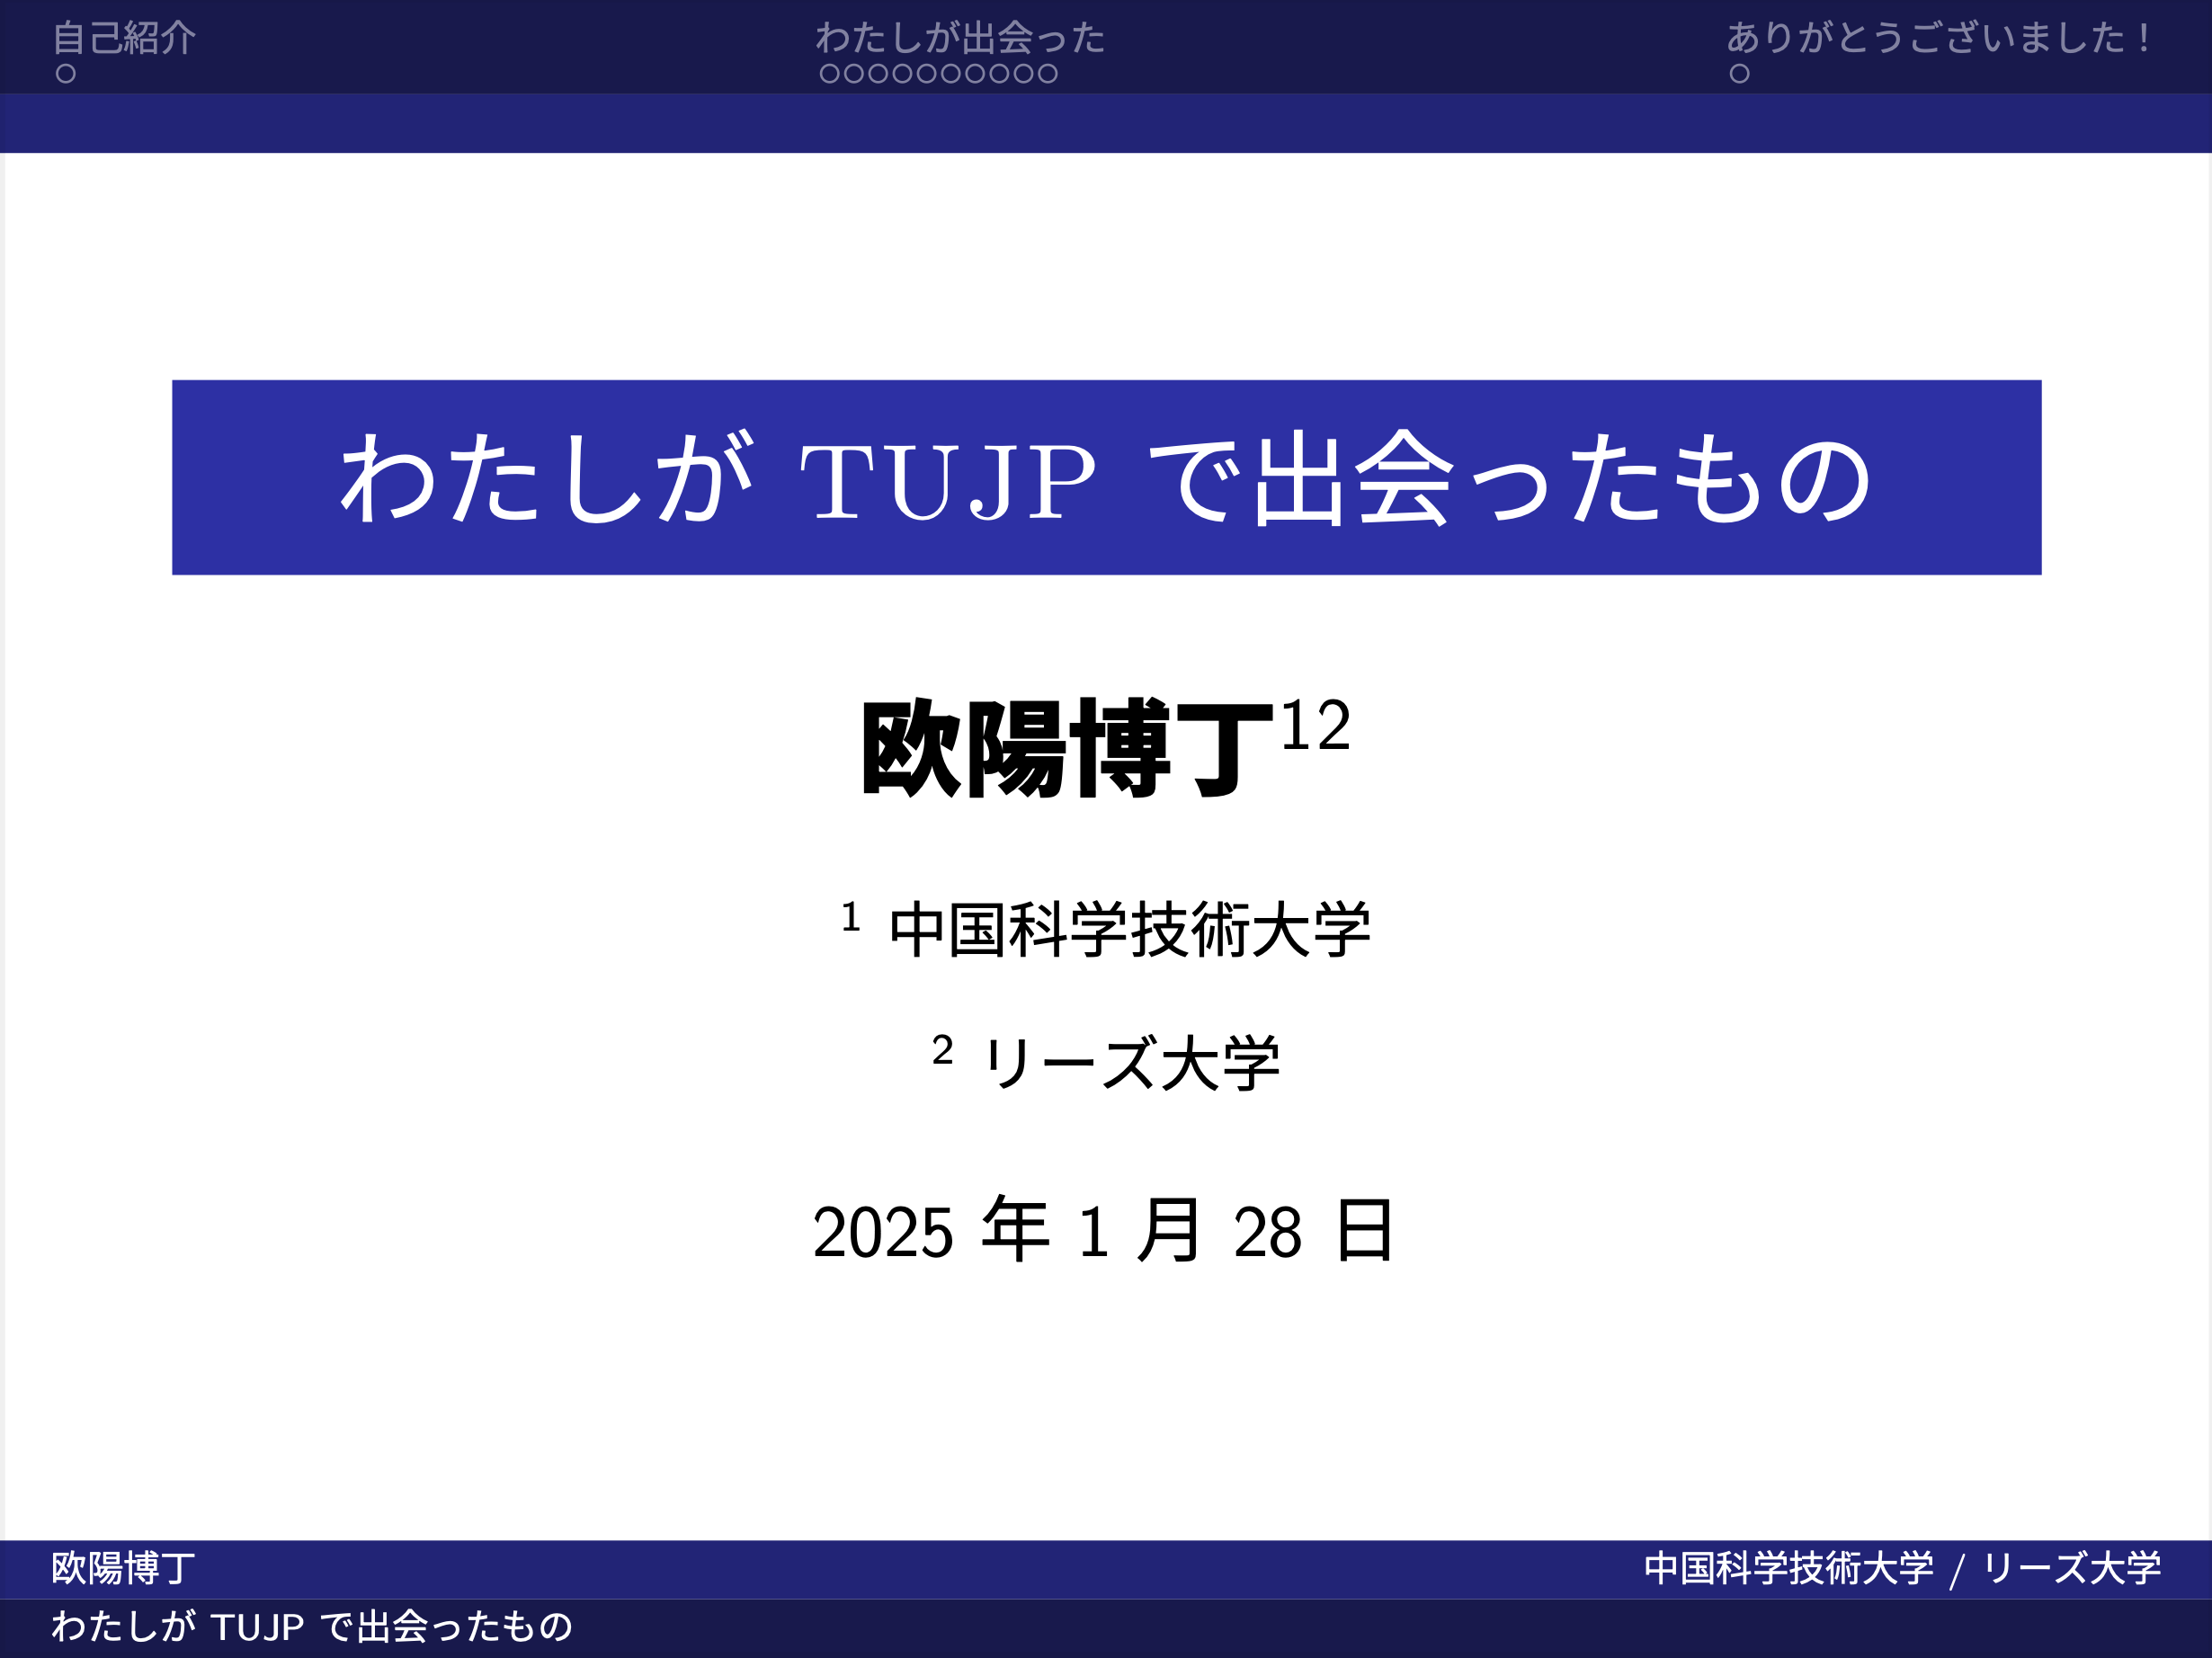 自己紹介 わたしが出会った ありがとうございました！
わたしが TUJP で出会ったもの
欧陽博丁12
1 中国科学技術大学
2 リーズ大学
2025 年 1 月 28 日
欧陽博丁 中国科学技術大学 / リーズ大学
わたしが TUJP で出会ったもの